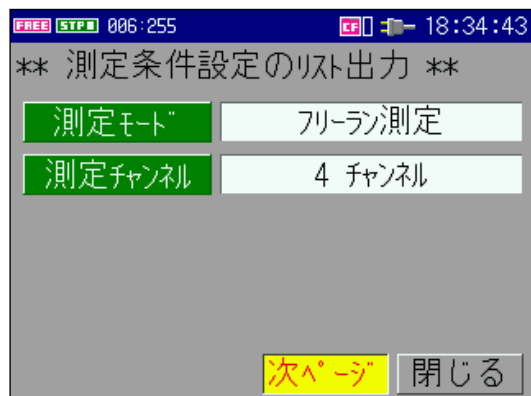 FREE STP 006:255 CF 18:34:43
** 測定条件設定のﾘｽﾄ出力 **
測定ﾓｰﾄﾞ ﾌﾘｰﾗﾝ測定
測定ﾁｬﾝﾈﾙ 4 ﾁｬﾝﾈﾙ
次ﾍﾟｰｼﾞ 閉じる